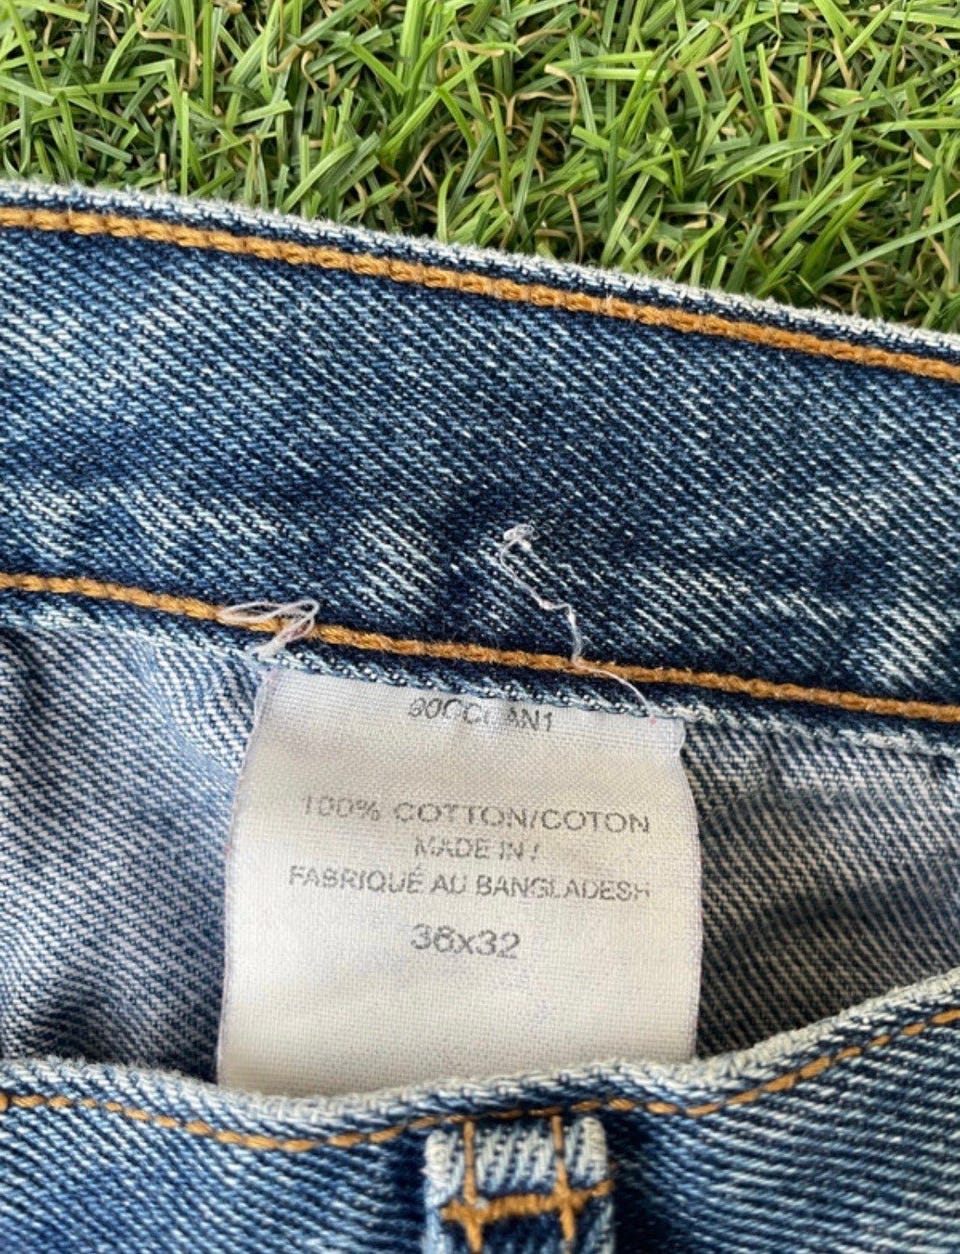 100% COTTON/COTON
MADE IN /
FABRIQUÉ AU BANGLADESH
36x32